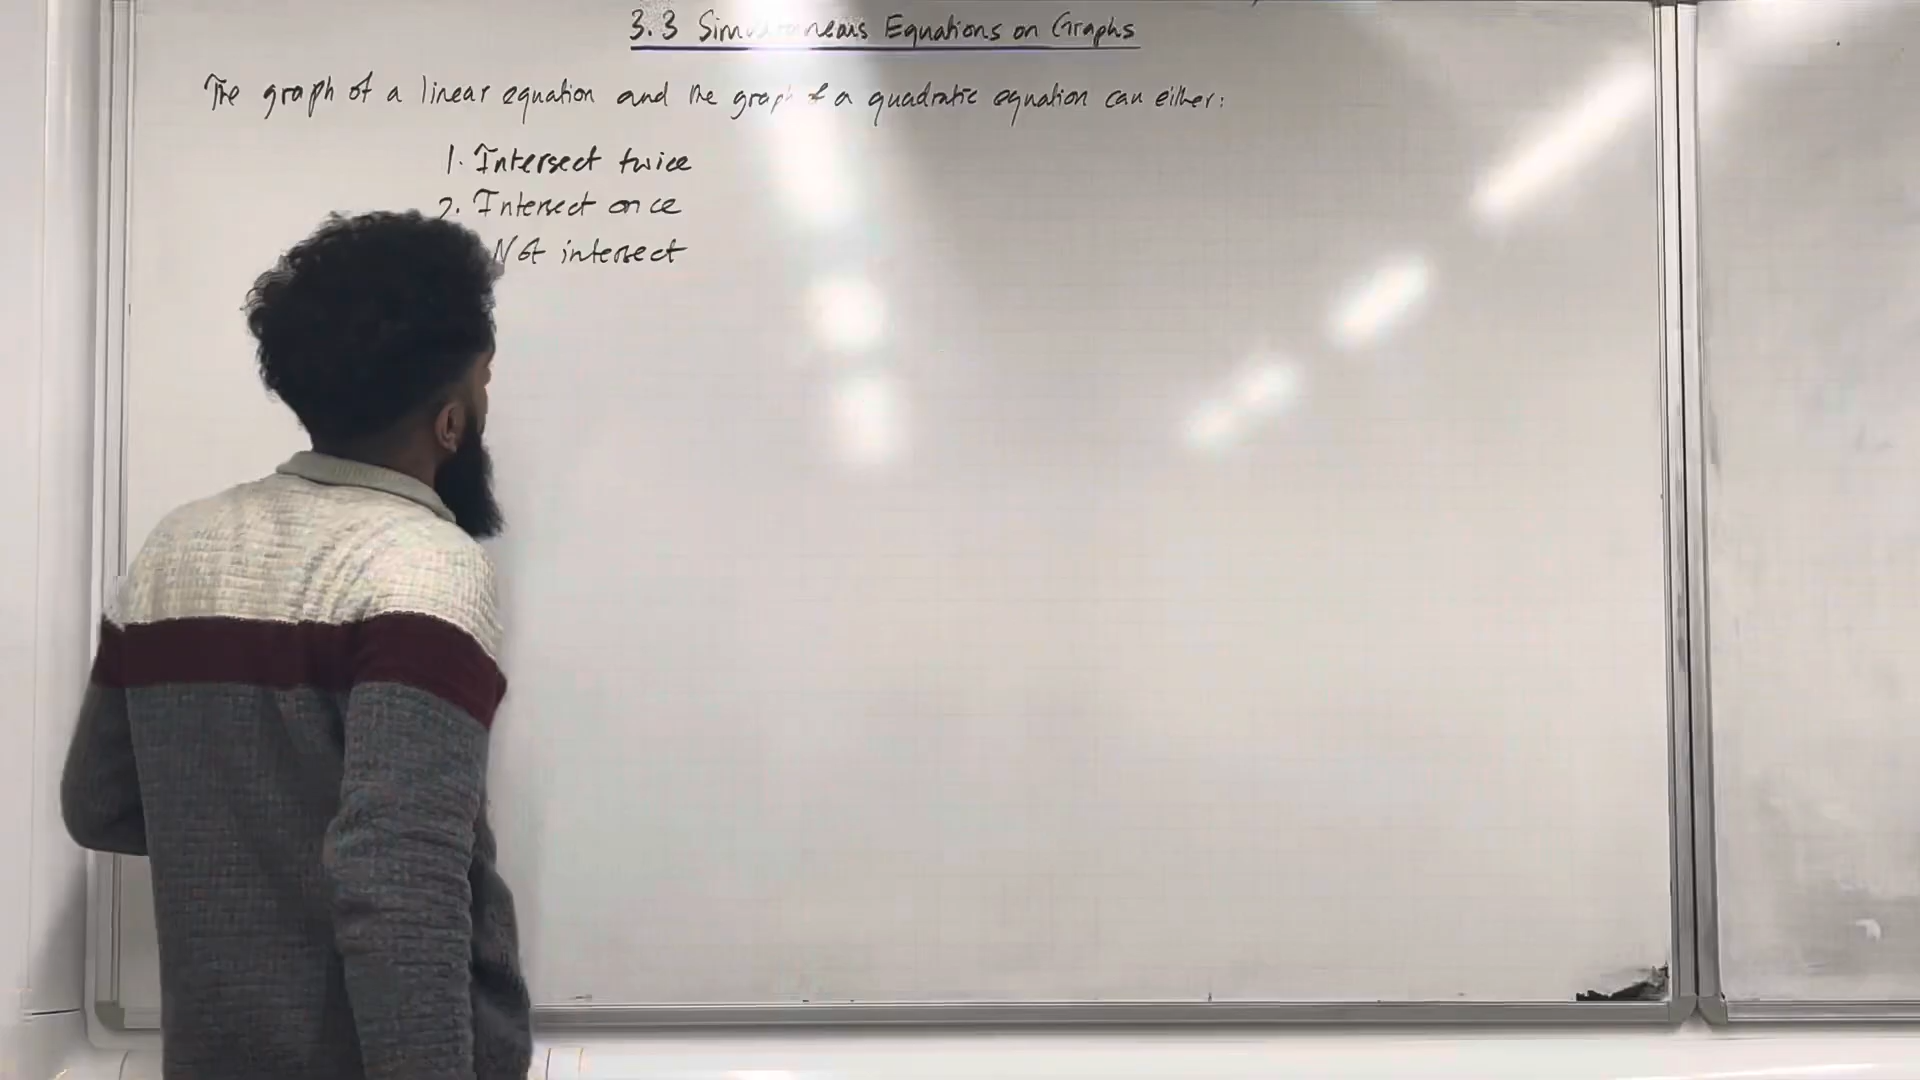 3.3 Simultaneous Equations on Graphs
The graph of a linear equation and the graph of a quadratic equation can either:
1. Intersect twice
2. Intersect once
Not intersect